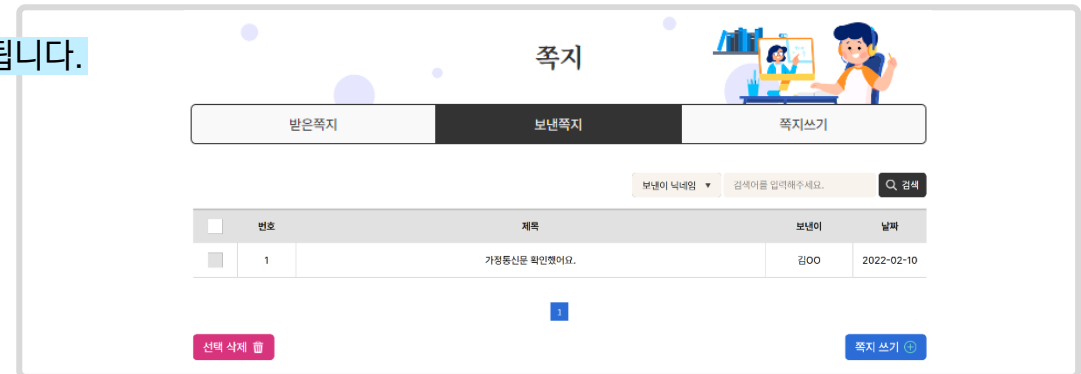 됩니다.
쪽지
받은쪽지 보낸쪽지 쪽지쓰기
보낸이 닉네임 ▼ 검색어를 입력해주세요. 검색
번호 제목 보낸이 날짜
1 가정통신문 확인했어요. 김OO 2022-02-10
1
선택 삭제 쪽지 쓰기